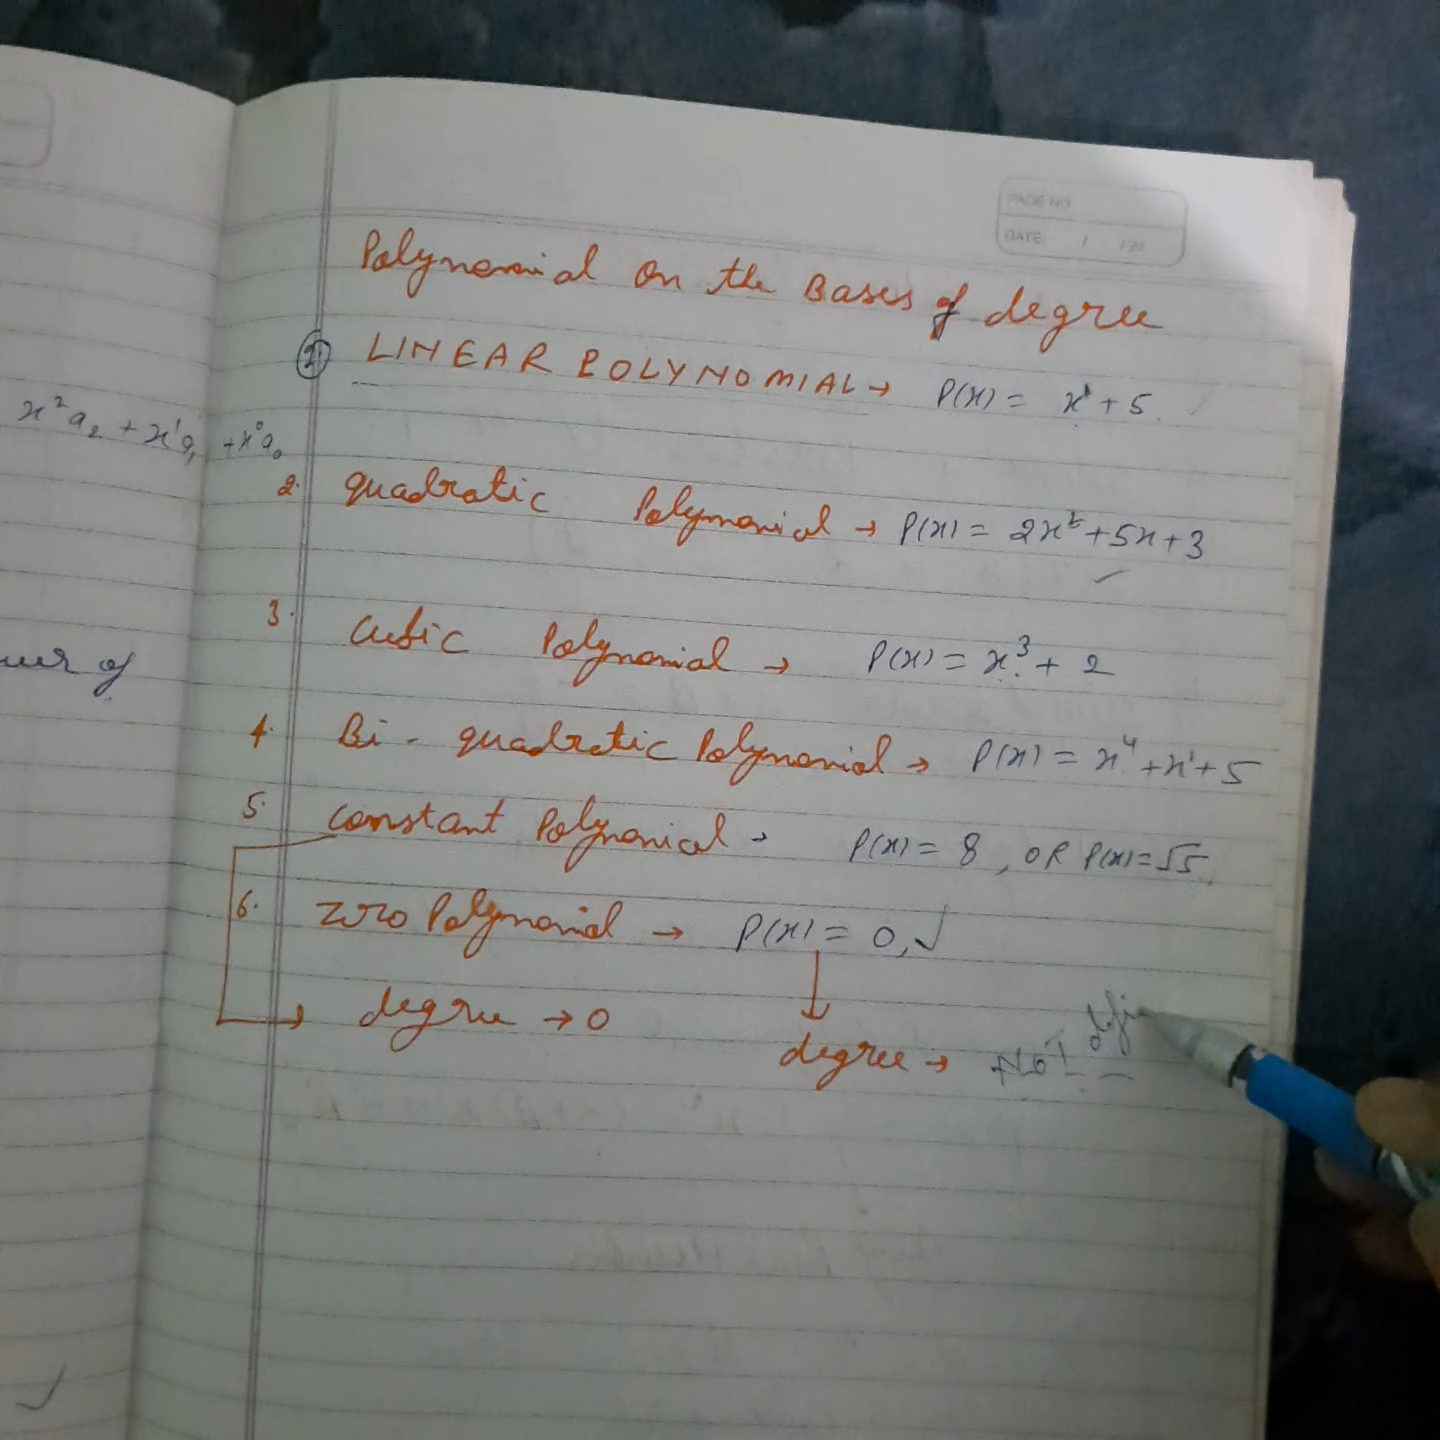 PAGE NO
DATE: / /20
Polynomial on the Bases of degree
1. LINEAR POLYNOMIAL → P(x) = x¹ + 5
x²a₂ + x¹a₁ + x⁰a₀
2. quadratic Polynomial → P(x) = 2x² + 5x + 3
3. cubic Polynomial → P(x) = x³ + 2
of
4. Bi - quadratic Polynomial → P(x) = x⁴ + x¹ + 5
5. constant Polynomial → P(x) = 8, OR P(x) = √5
6. zero Polynomial → P(x) = 0, ✓
degree → 0
degree → NOT defi